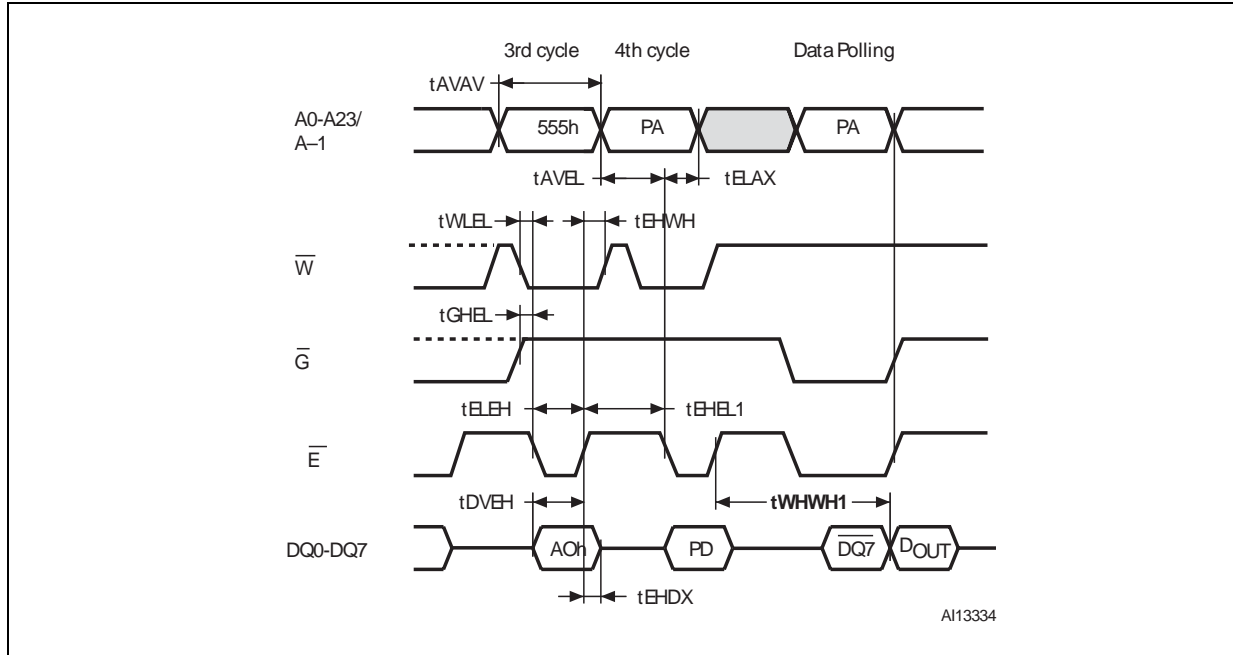 3rd cycle 4th cycle Data Polling
tAVAV
A0-A23/
A–1
555h PA PA
tAVEL tELAX
tWLEL tEHWH
W
tGHEL
G
tELEH tEHEL1
E
tDVEH tWHWH1
DQ0-DQ7 AOh PD DQ7 DOUT
tEHDX
AI13334